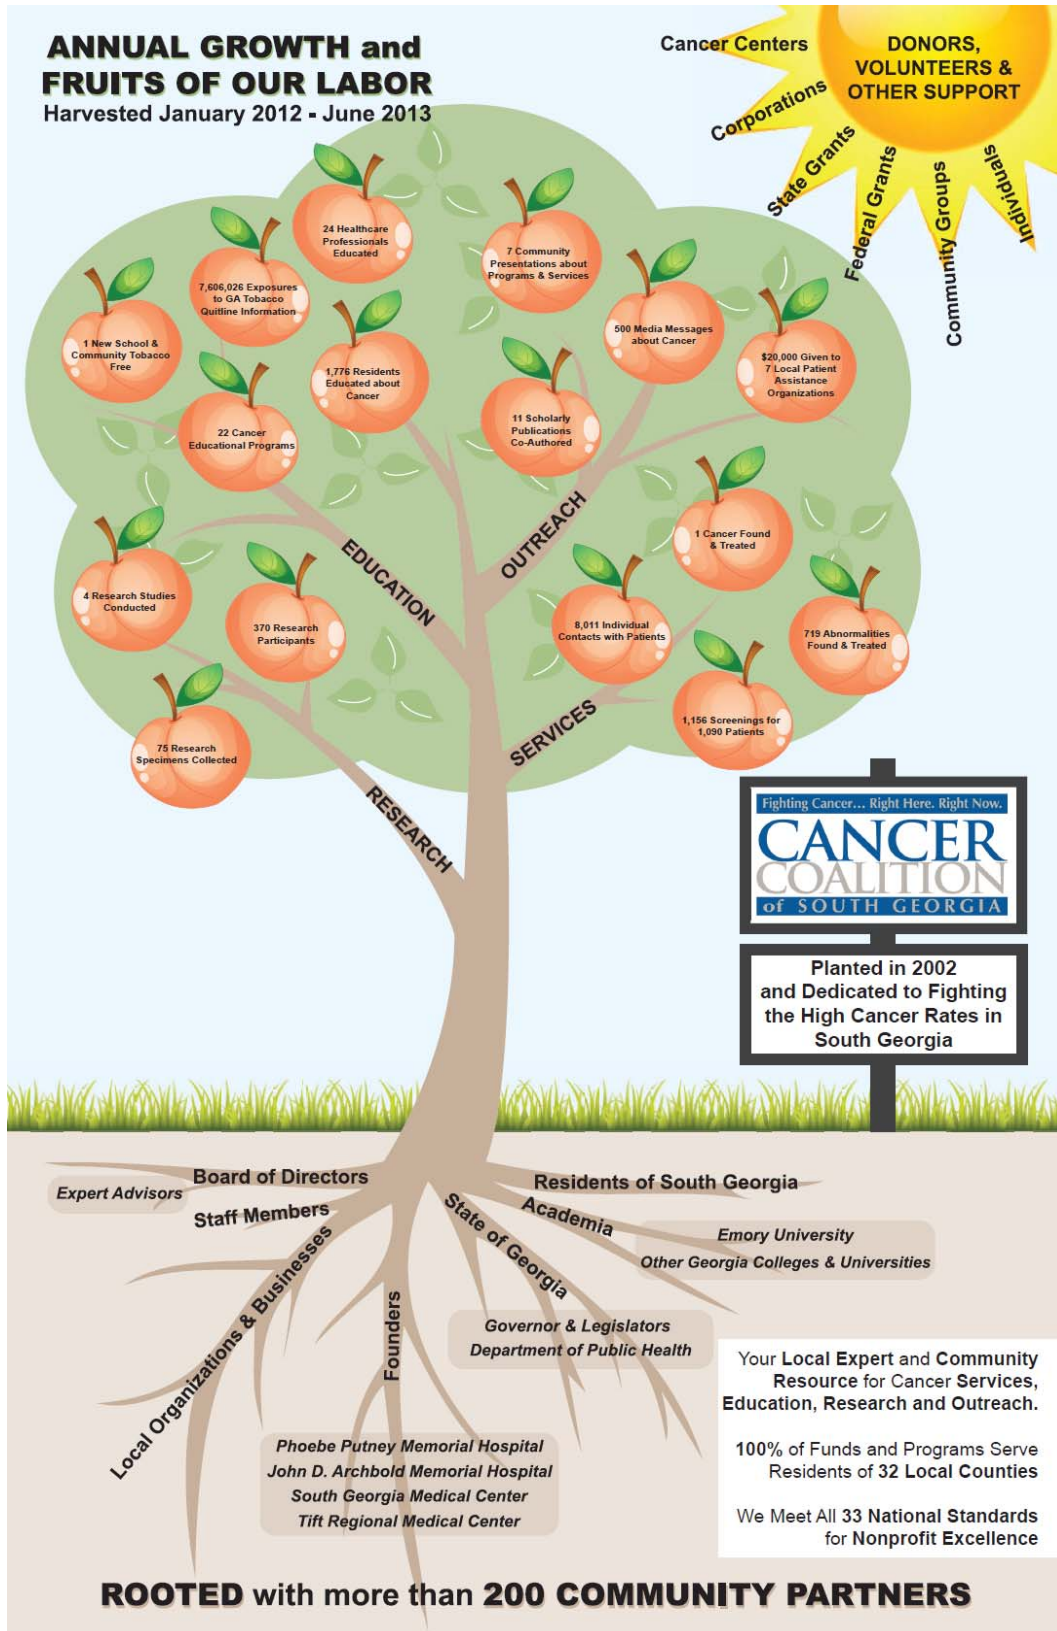 ANNUAL GROWTH and
FRUITS OF OUR LABOR
Harvested January 2012 - June 2013
DONORS,
VOLUNTEERS &
OTHER SUPPORT
Cancer Centers
Corporations
State Grants
Federal Grants
Community Groups
Individuals
24 Healthcare
Professionals
Educated
7 Community
Presentations about
Programs & Services
7,606,026 Exposures
to GA Tobacco
Quitline Information
1 New School &
Community Tobacco
Free
1,776 Residents
Educated about
Cancer
500 Media Messages
about Cancer
$20,000 Given to
7 Local Patient
Assistance
Organizations
22 Cancer
Educational Programs
11 Scholarly
Publications
Co-Authored
EDUCATION
OUTREACH
1 Cancer Found
& Treated
4 Research Studies
Conducted
370 Research
Participants
8,011 Individual
Contacts with Patients
719 Abnormalities
Found & Treated
75 Research
Specimens Collected
1,156 Screenings for
1,090 Patients
SERVICES
RESEARCH
Fighting Cancer... Right Here. Right Now.
CANCER
COALITION
of SOUTH GEORGIA
Planted in 2002
and Dedicated to Fighting
the High Cancer Rates in
South Georgia
Board of Directors
Expert Advisors
Staff Members
Local Organizations & Businesses
Founders
Phoebe Putney Memorial Hospital
John D. Archbold Memorial Hospital
South Georgia Medical Center
Tift Regional Medical Center
State of Georgia
Governor & Legislators
Department of Public Health
Academia
Emory University
Other Georgia Colleges & Universities
Residents of South Georgia
Your Local Expert and Community
Resource for Cancer Services,
Education, Research and Outreach.
100% of Funds and Programs Serve
Residents of 32 Local Counties
We Meet All 33 National Standards
for Nonprofit Excellence
ROOTED with more than 200 COMMUNITY PARTNERS